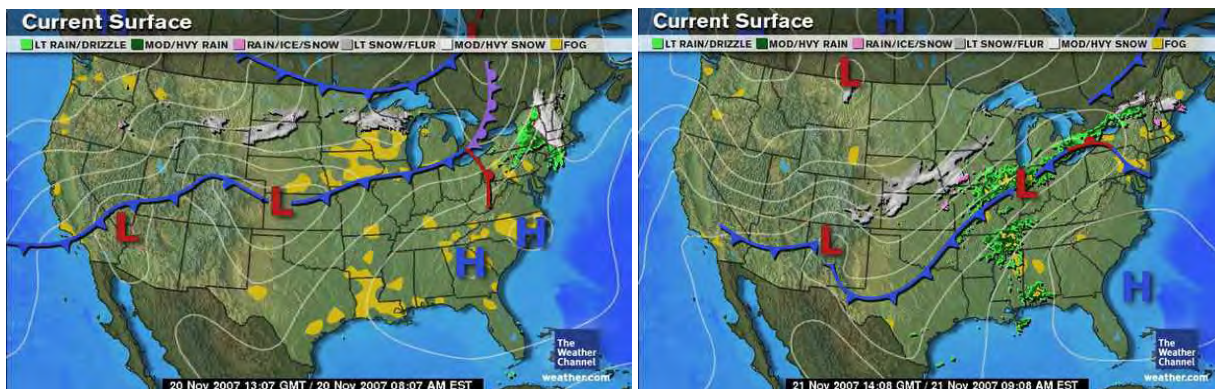 Current Surface
LT RAIN/DRIZZLE MOD/HVY RAIN RAIN/ICE/SNOW LT SNOW/FLUR MOD/HVY SNOW FOG
L
L
L
H
H
The Weather Channel
weather.com
20 Nov 2007 13:07 GMT / 20 Nov 2007 08:07 AM EST
Current Surface
H
LT RAIN/DRIZZLE MOD/HVY RAIN RAIN/ICE/SNOW LT SNOW/FLUR MOD/HVY SNOW FOG
L
L
L
H
The Weather Channel
weather.com
21 Nov 2007 14:08 GMT / 21 Nov 2007 09:08 AM EST